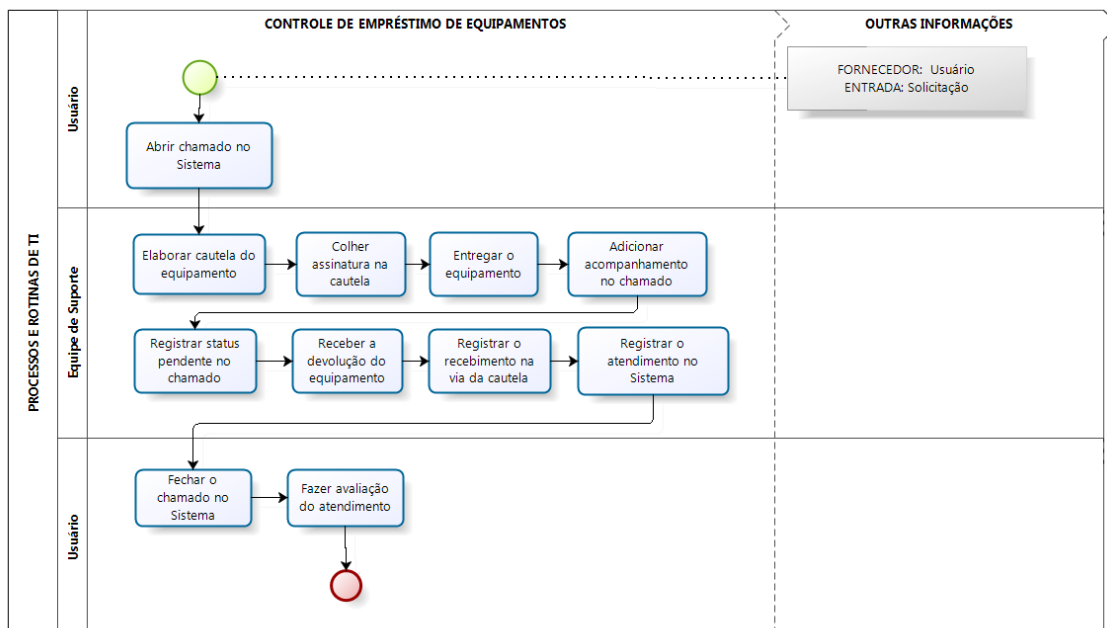 CONTROLE DE EMPRÉSTIMO DE EQUIPAMENTOS
OUTRAS INFORMAÇÕES
PROCESSOS E ROTINAS DE TI
Usuário
FORNECEDOR: Usuário
ENTRADA: Solicitação
Abrir chamado no
Sistema
Equipe de Suporte
Elaborar cautela do
equipamento
Colher
assinatura na
cautela
Entregar o
equipamento
Adicionar
acompanhamento
no chamado
Registrar status
pendente no
chamado
Receber a
devolução do
equipamento
Registrar o
recebimento na
via da cautela
Registrar o
atendimento no
Sistema
Usuário
Fechar o
chamado no
Sistema
Fazer avaliação
do atendimento